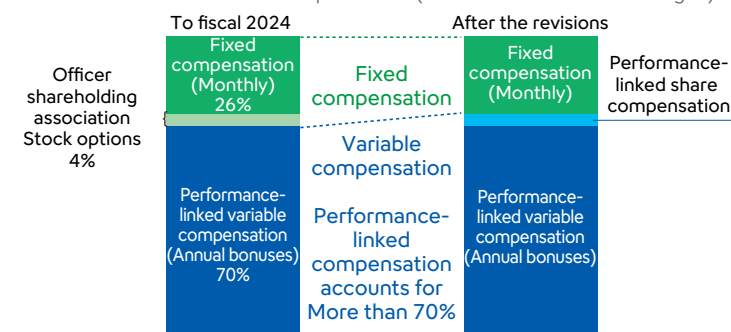 To fiscal 2024
After the revisions
Officer
shareholding
association
Stock options
4%
Fixed
compensation
(Monthly)
26%
Performance-
linked variable
compensation
(Annual bonuses)
70%
Fixed
compensation
Variable
compensation
Performance-
linked
compensation
accounts for
More than 70%
Fixed
compensation
(Monthly)
Performance-
linked variable
compensation
(Annual bonuses)
Performance-
linked share
compensation